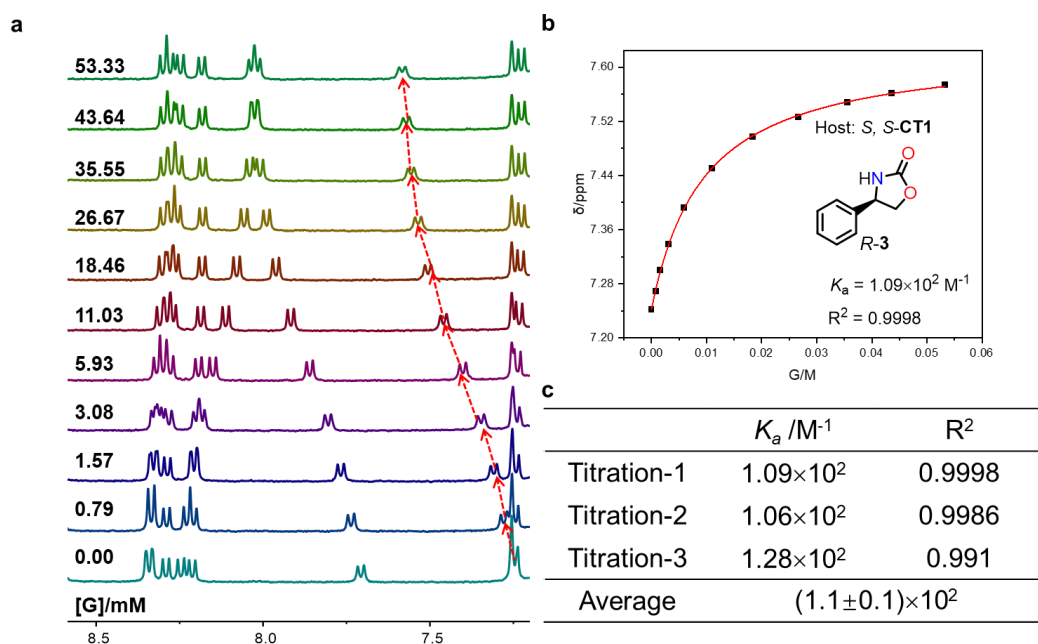 a
53.33
43.64
35.55
26.67
18.46
11.03
5.93
3.08
1.57
0.79
0.00
[G]/mM
8.5 8.0 7.5
b
7.60
7.52
7.44
7.36
7.28
7.20
δ/ppm
0.00 0.01 0.02 0.03 0.04 0.05 0.06
G/M
Host: S, S-CT1
O
HN
O
R-3
Ka = 1.09×10² M⁻¹
R² = 0.9998
c
Ka /M⁻¹ R²
Titration-1 1.09×10² 0.9998
Titration-2 1.06×10² 0.9986
Titration-3 1.28×10² 0.991
Average (1.1±0.1)×10²